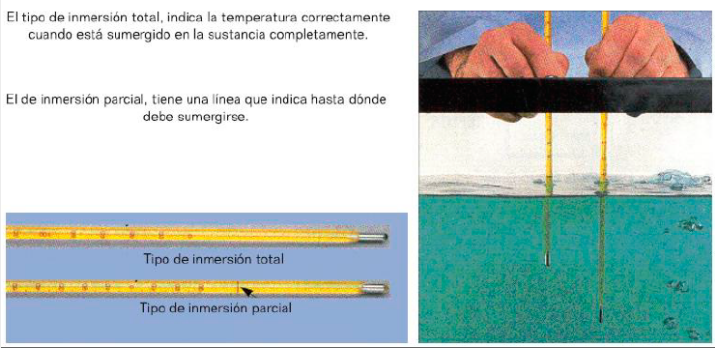 El tipo de inmersión total, indica la temperatura correctamente
cuando está sumergido en la sustancia completamente.
El de inmersión parcial, tiene una línea que indica hasta dónde
debe sumergirse.
Tipo de inmersión total
Tipo de inmersión parcial